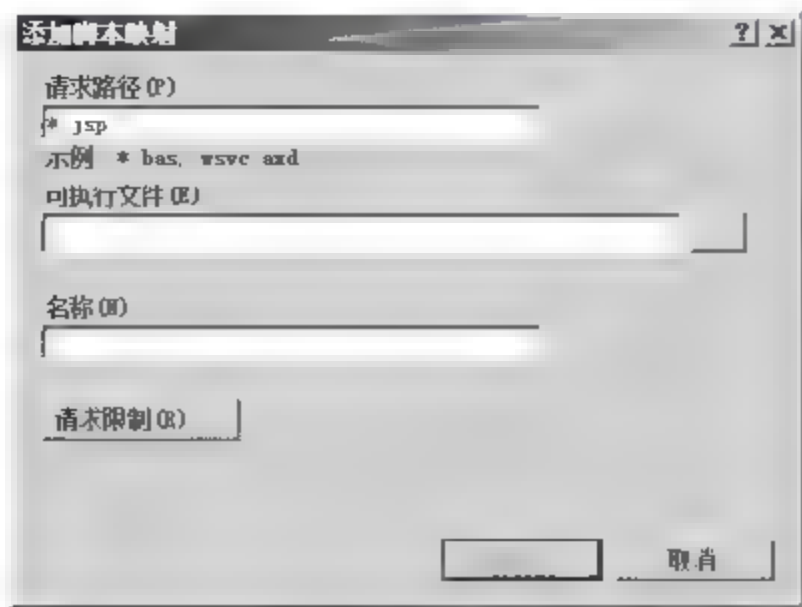 添加脚本映射
请求路径(P)
* jsp
示例 * bas, wsvc axd
可执行文件(E)
名称(N)
请求限制(R)
取消